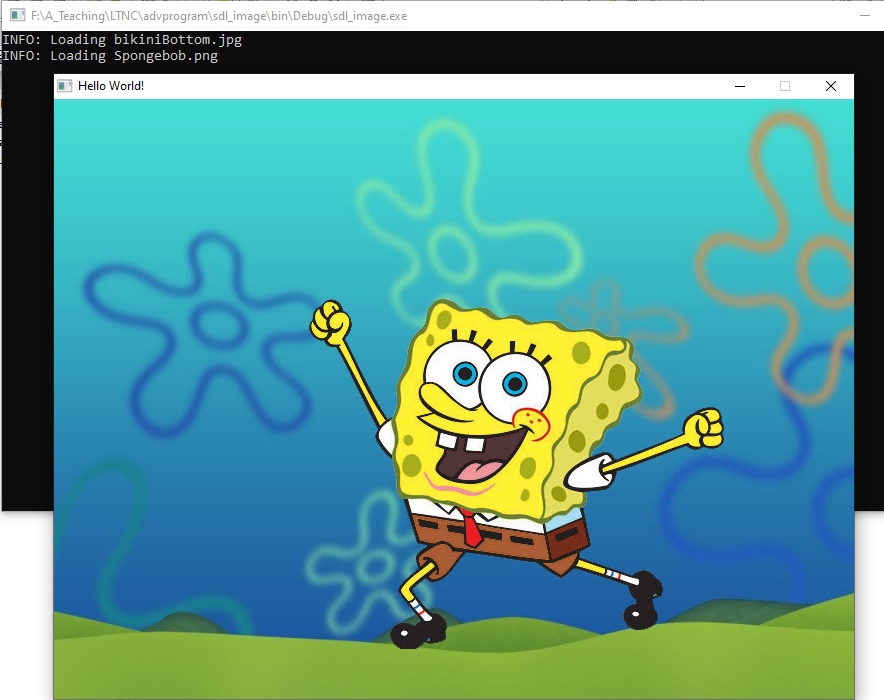 F:\A_Teaching\LTNC\advprogram\sdl_image\bin\Debug\sdl_image.exe
INFO: Loading bikiniBottom.jpg
INFO: Loading Spongebob.png
Hello World!